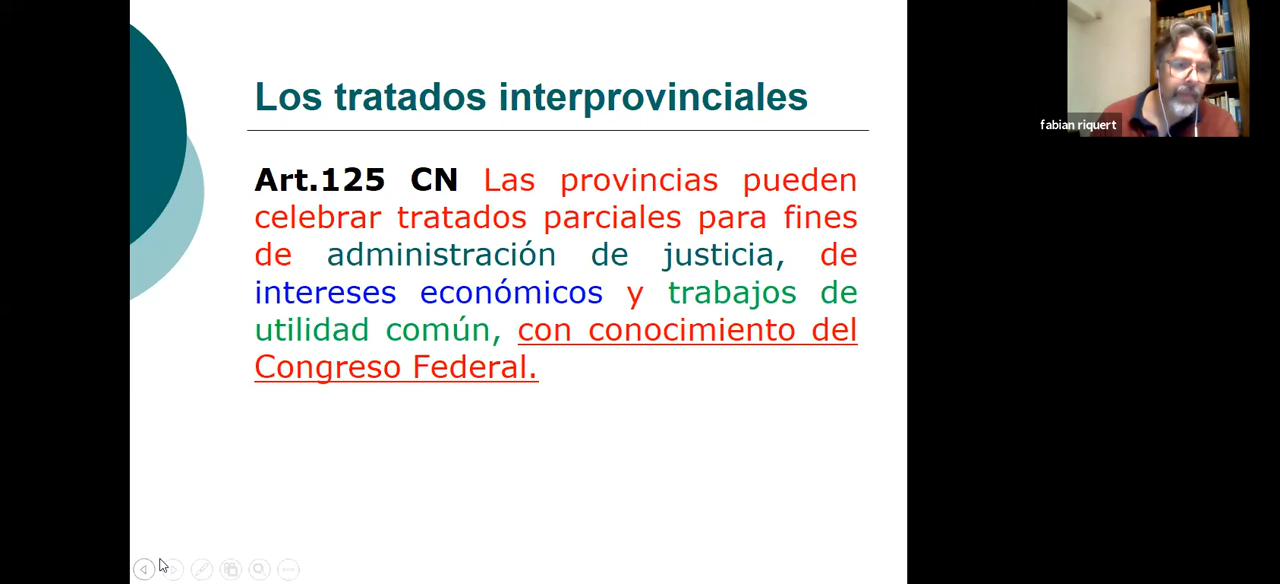 Los tratados interprovinciales
Art.125 CN Las provincias pueden
celebrar tratados parciales para fines
de administración de justicia, de
intereses económicos y trabajos de
utilidad común, con conocimiento del
Congreso Federal.
fabian riquert